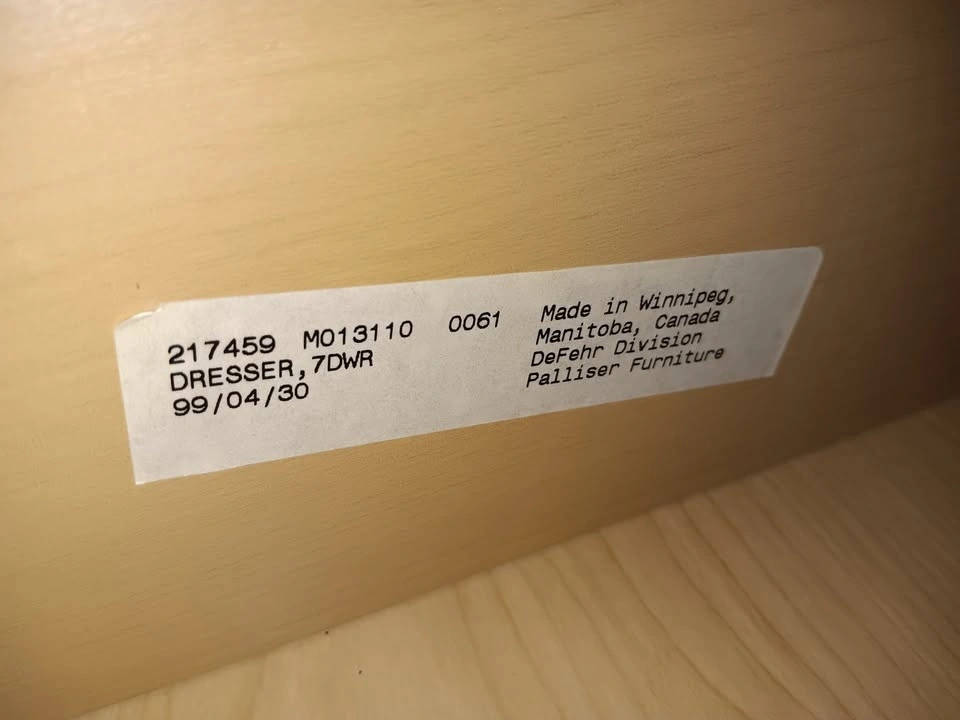 217459 M013110 0061
DRESSER,7DWR
99/04/30
Made in Winnipeg,
Manitoba, Canada
DeFehr Division
Palliser Furniture